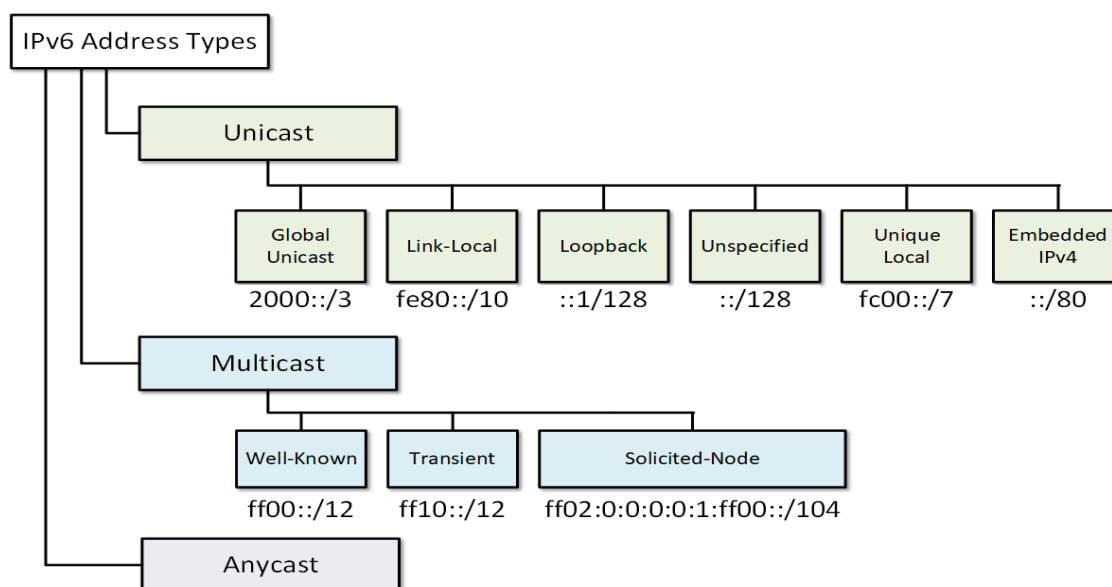 IPv6 Address Types
Unicast
Global
Unicast
2000::/3
Link-Local
fe80::/10
Loopback
::1/128
Unspecified
::/128
Unique
Local
fc00::/7
Embedded
IPv4
::/80
Multicast
Well-Known
ff00::/12
Transient
ff10::/12
Solicited-Node
ff02:0:0:0:0:1:ff00::/104
Anycast